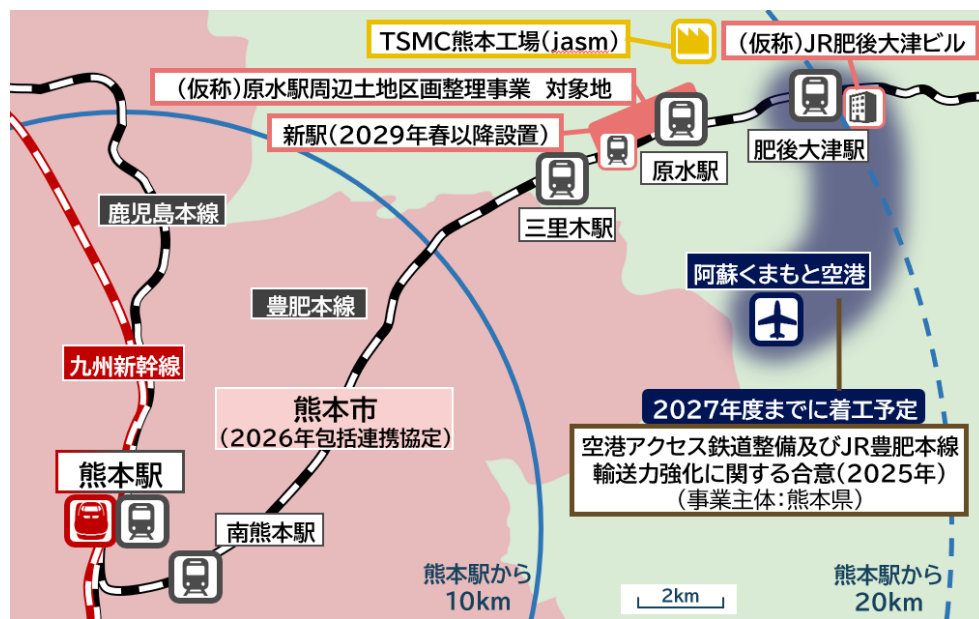 TSMC熊本工場(jasm)
(仮称)JR肥後大津ビル
(仮称)原水駅周辺土地区画整理事業 対象地
新駅(2029年春以降設置)
原水駅
肥後大津駅
三里木駅
鹿児島本線
阿蘇くまもと空港
豊肥本線
九州新幹線
熊本市
(2026年包括連携協定)
2027年度までに着工予定
空港アクセス鉄道整備及びJR豊肥本線
輸送力強化に関する合意(2025年)
(事業主体:熊本県)
熊本駅
南熊本駅
熊本駅から
10km
2km
熊本駅から
20km